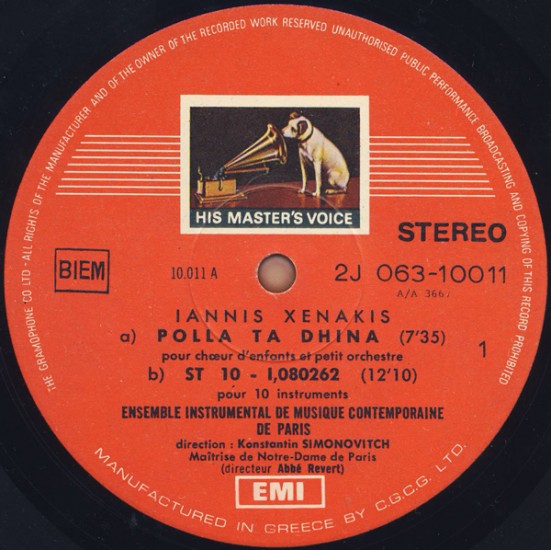 THE GRAMOPHONE CO LTD · ALL RIGHTS OF THE MANUFACTURER AND OF THE OWNER OF THE RECORDED WORK RESERVED UNAUTHORISED PUBLIC PERFORMANCE BROADCASTING AND COPYING OF THIS RECORD PROHIBITED
HIS MASTER'S VOICE
STEREO
BIEM
10.011 A
2J 063-10011
IANNIS XENAKIS
a) POLLA TA DHINA (7'35)
pour chœur d'enfants et petit orchestre
1
b) ST 10 - 1,080262 (12'10)
pour 10 instruments
ENSEMBLE INSTRUMENTAL DE MUSIQUE CONTEMPORAINE
DE PARIS
direction : Konstantin SIMONOVITCH
Maîtrise de Notre-Dame de Paris
(directeur Abbé Revert)
EMI
MANUFACTURED IN GREECE BY C.G.C.G. LTD.